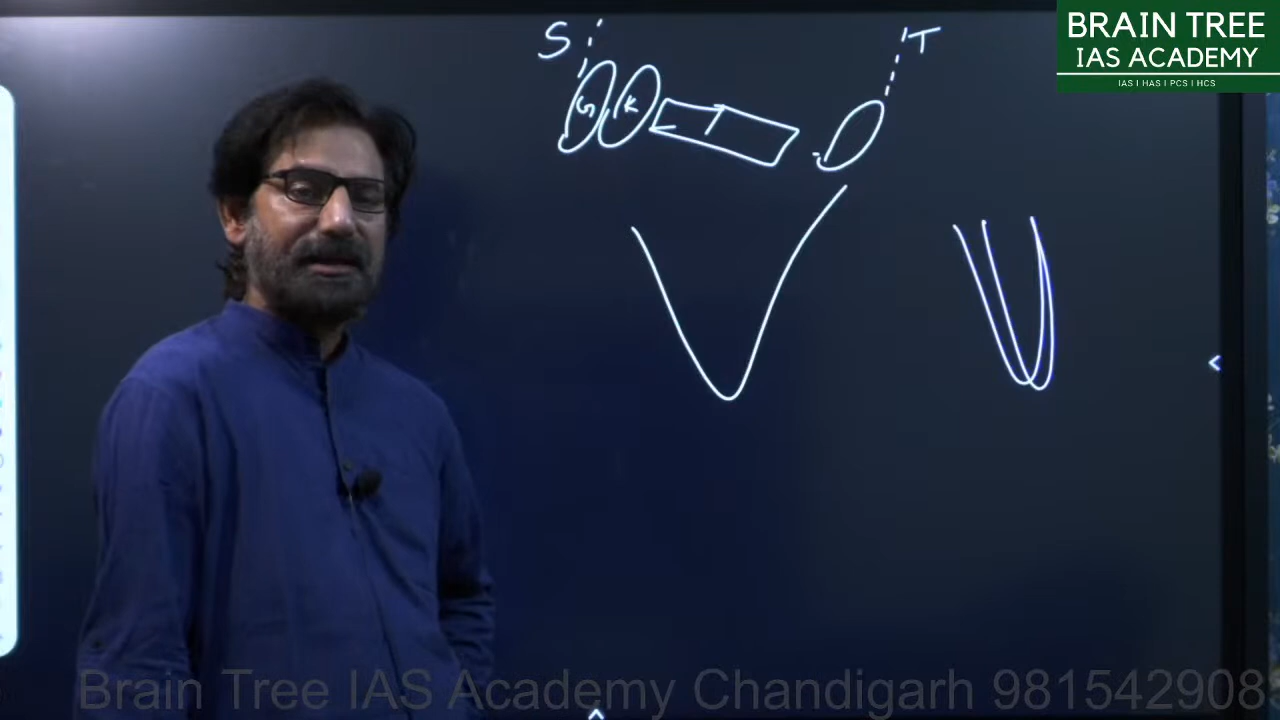 BRAIN TREE
IAS ACADEMY
IAS I HAS I PCS I HCS
S
T
K
Brain Tree IAS Academy Chandigarh 981542908